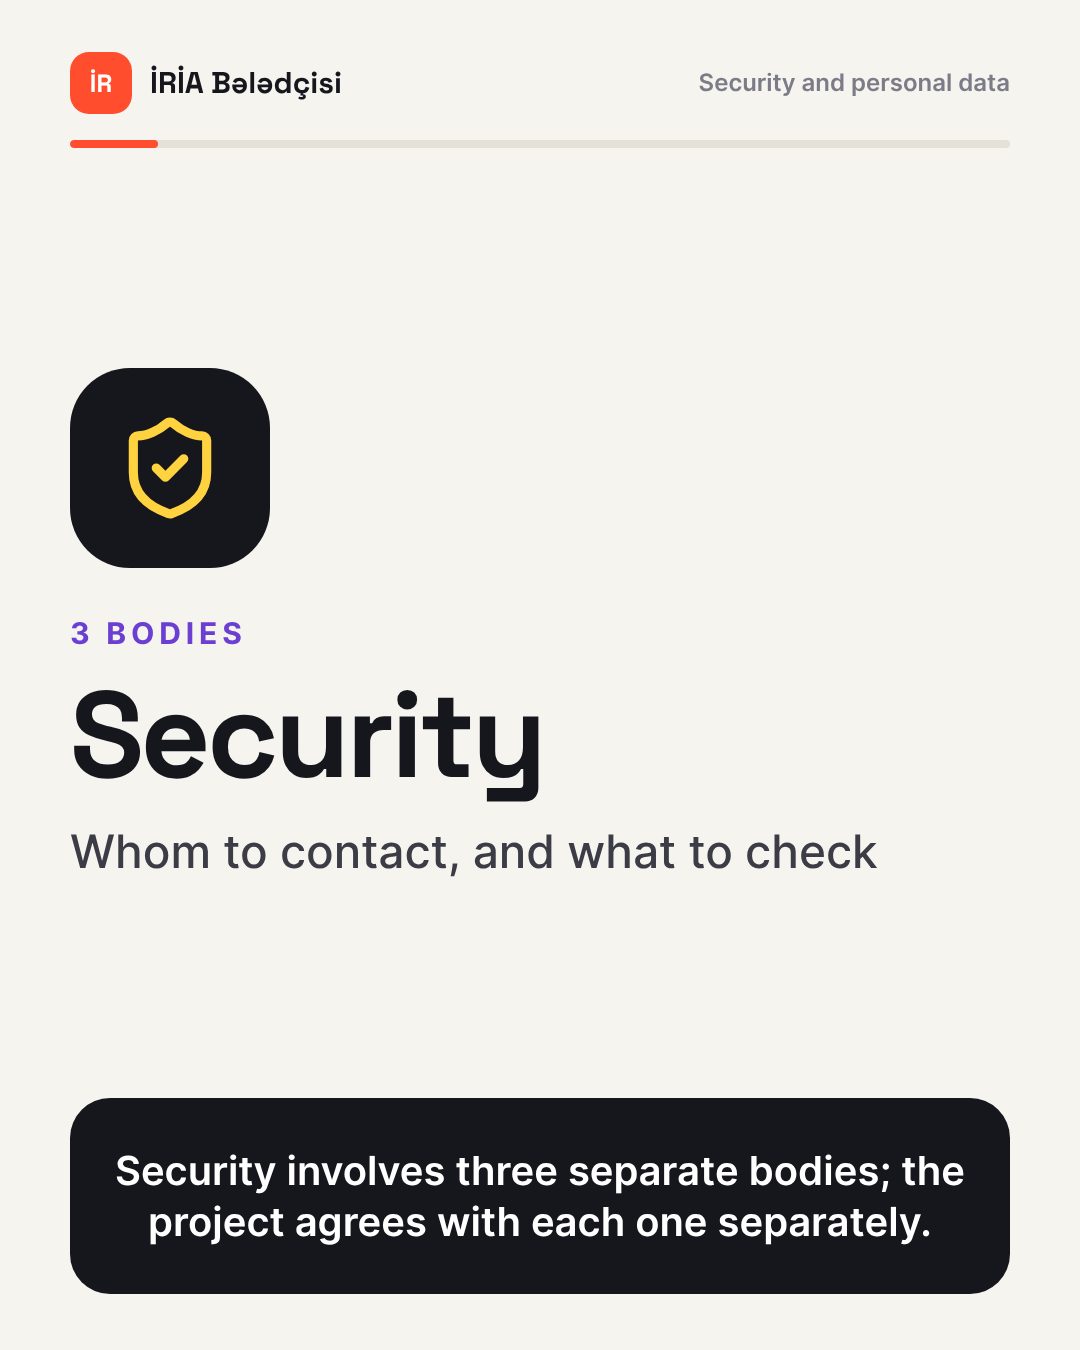 İR
İRİA Bələdçisi
Security and personal data
3 BODIES
Security
Whom to contact, and what to check
Security involves three separate bodies; the
project agrees with each one separately.